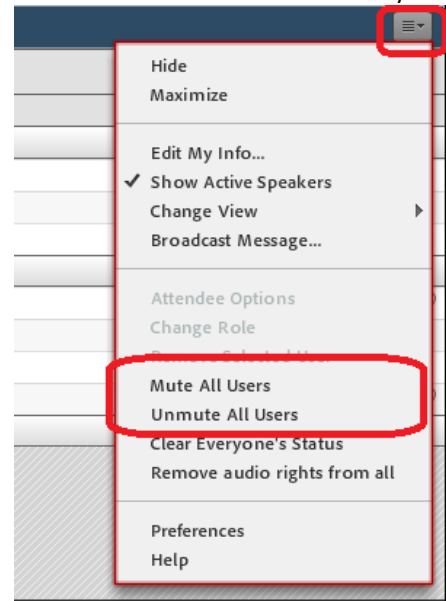 Hide
Maximize
Edit My Info...
Show Active Speakers
Change View
Broadcast Message...
Attendee Options
Change Role
Mute All Users
Unmute All Users
Clear Everyone's Status
Remove audio rights from all
Preferences
Help